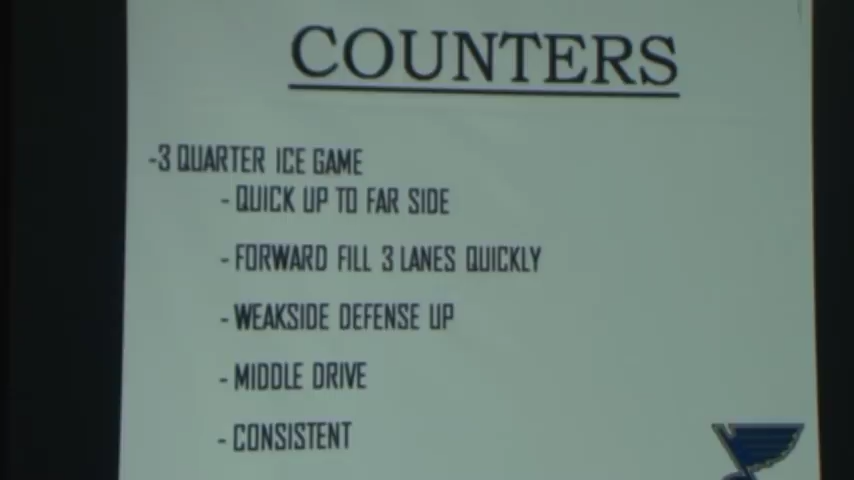 COUNTERS
-3 QUARTER ICE GAME
- QUICK UP TO FAR SIDE
- FORWARD FILL 3 LANES QUICKLY
- WEAKSIDE DEFENSE UP
- MIDDLE DRIVE
- CONSISTENT